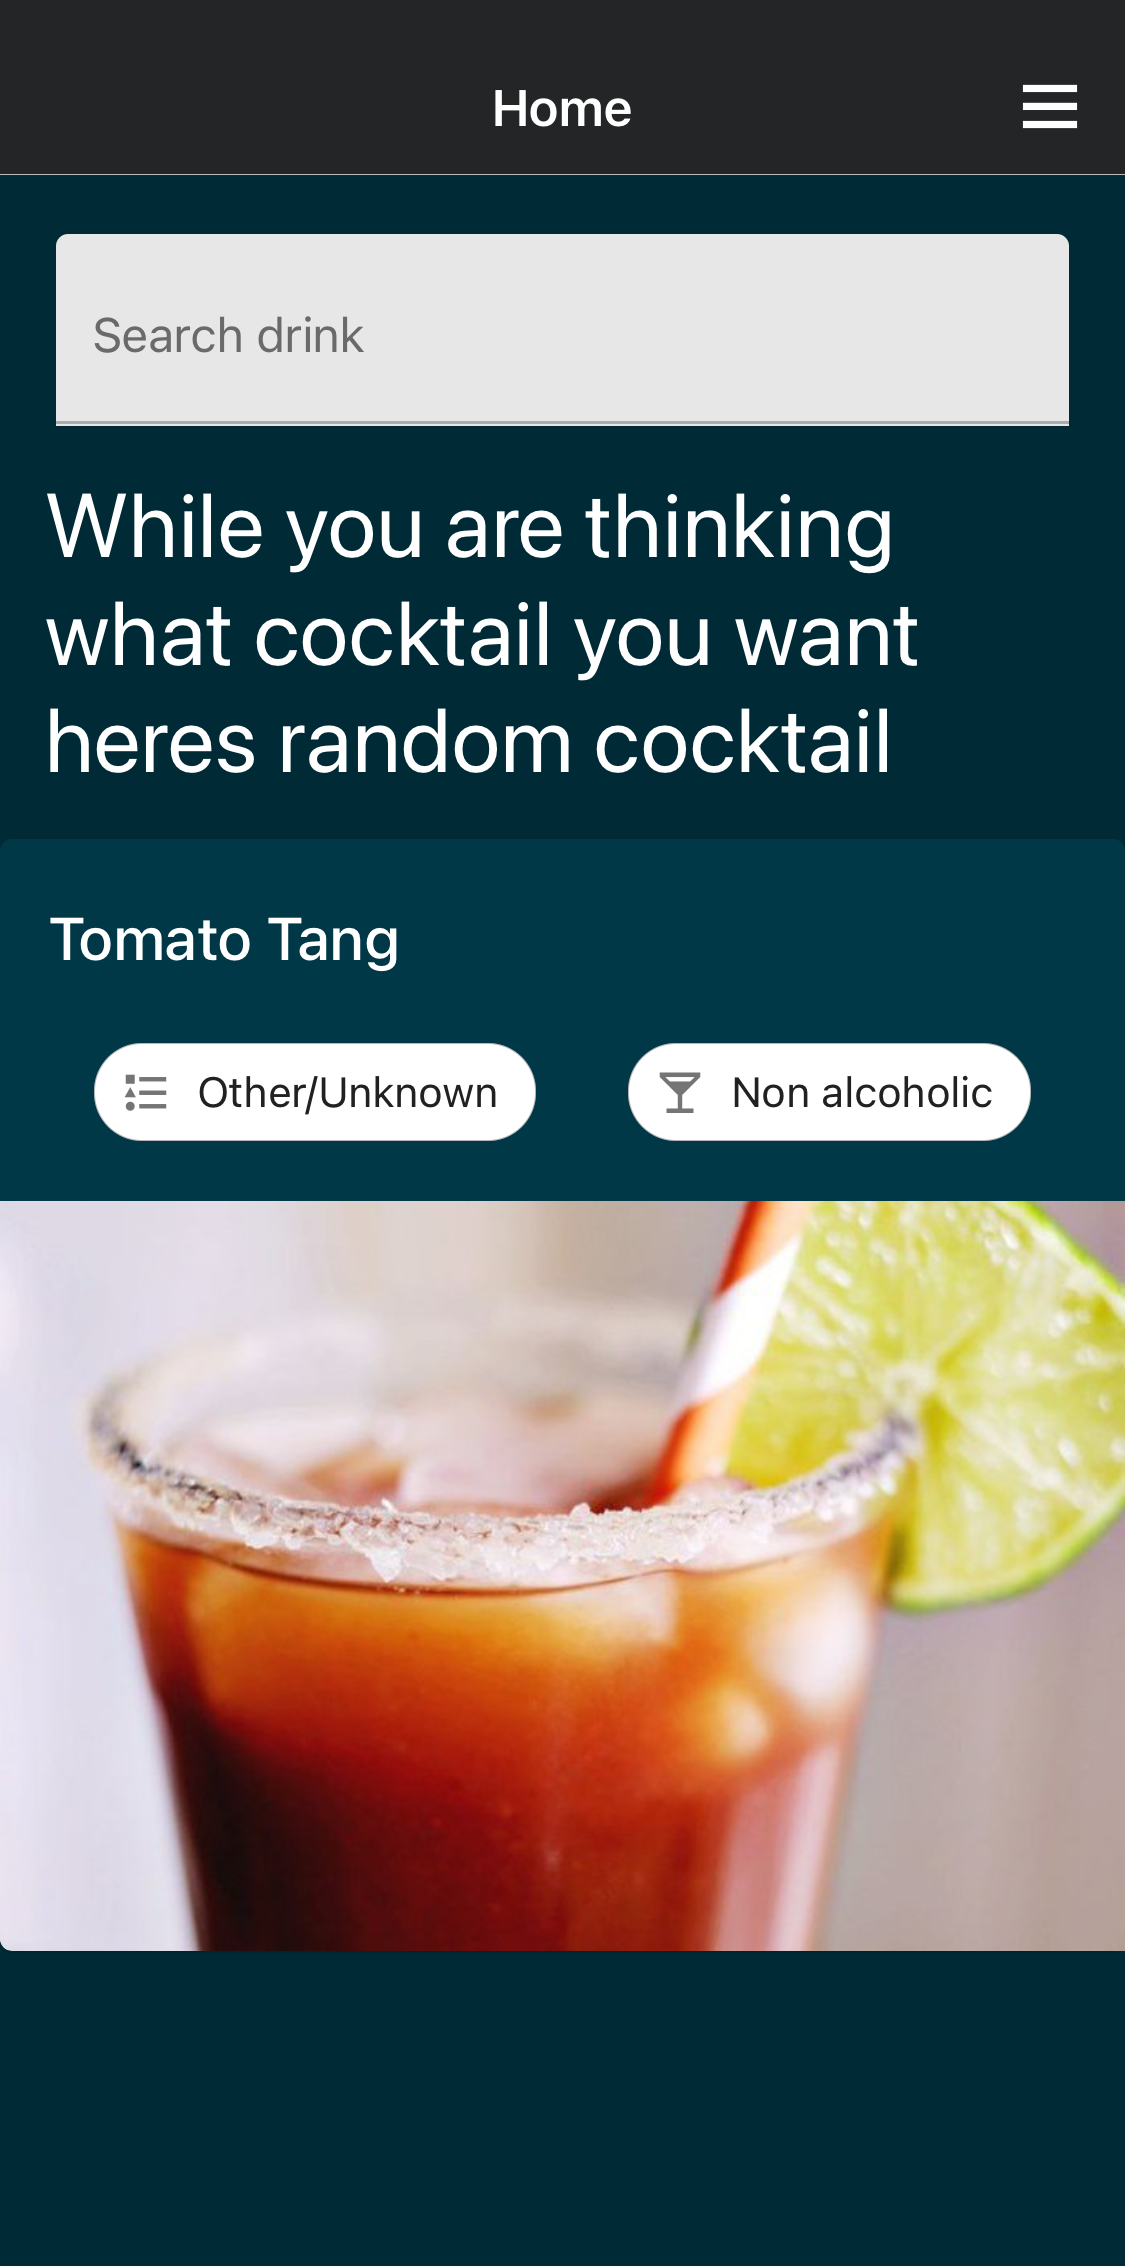 Home
Search drink
While you are thinking
what cocktail you want
heres random cocktail
Tomato Tang
Other/Unknown
Non alcoholic